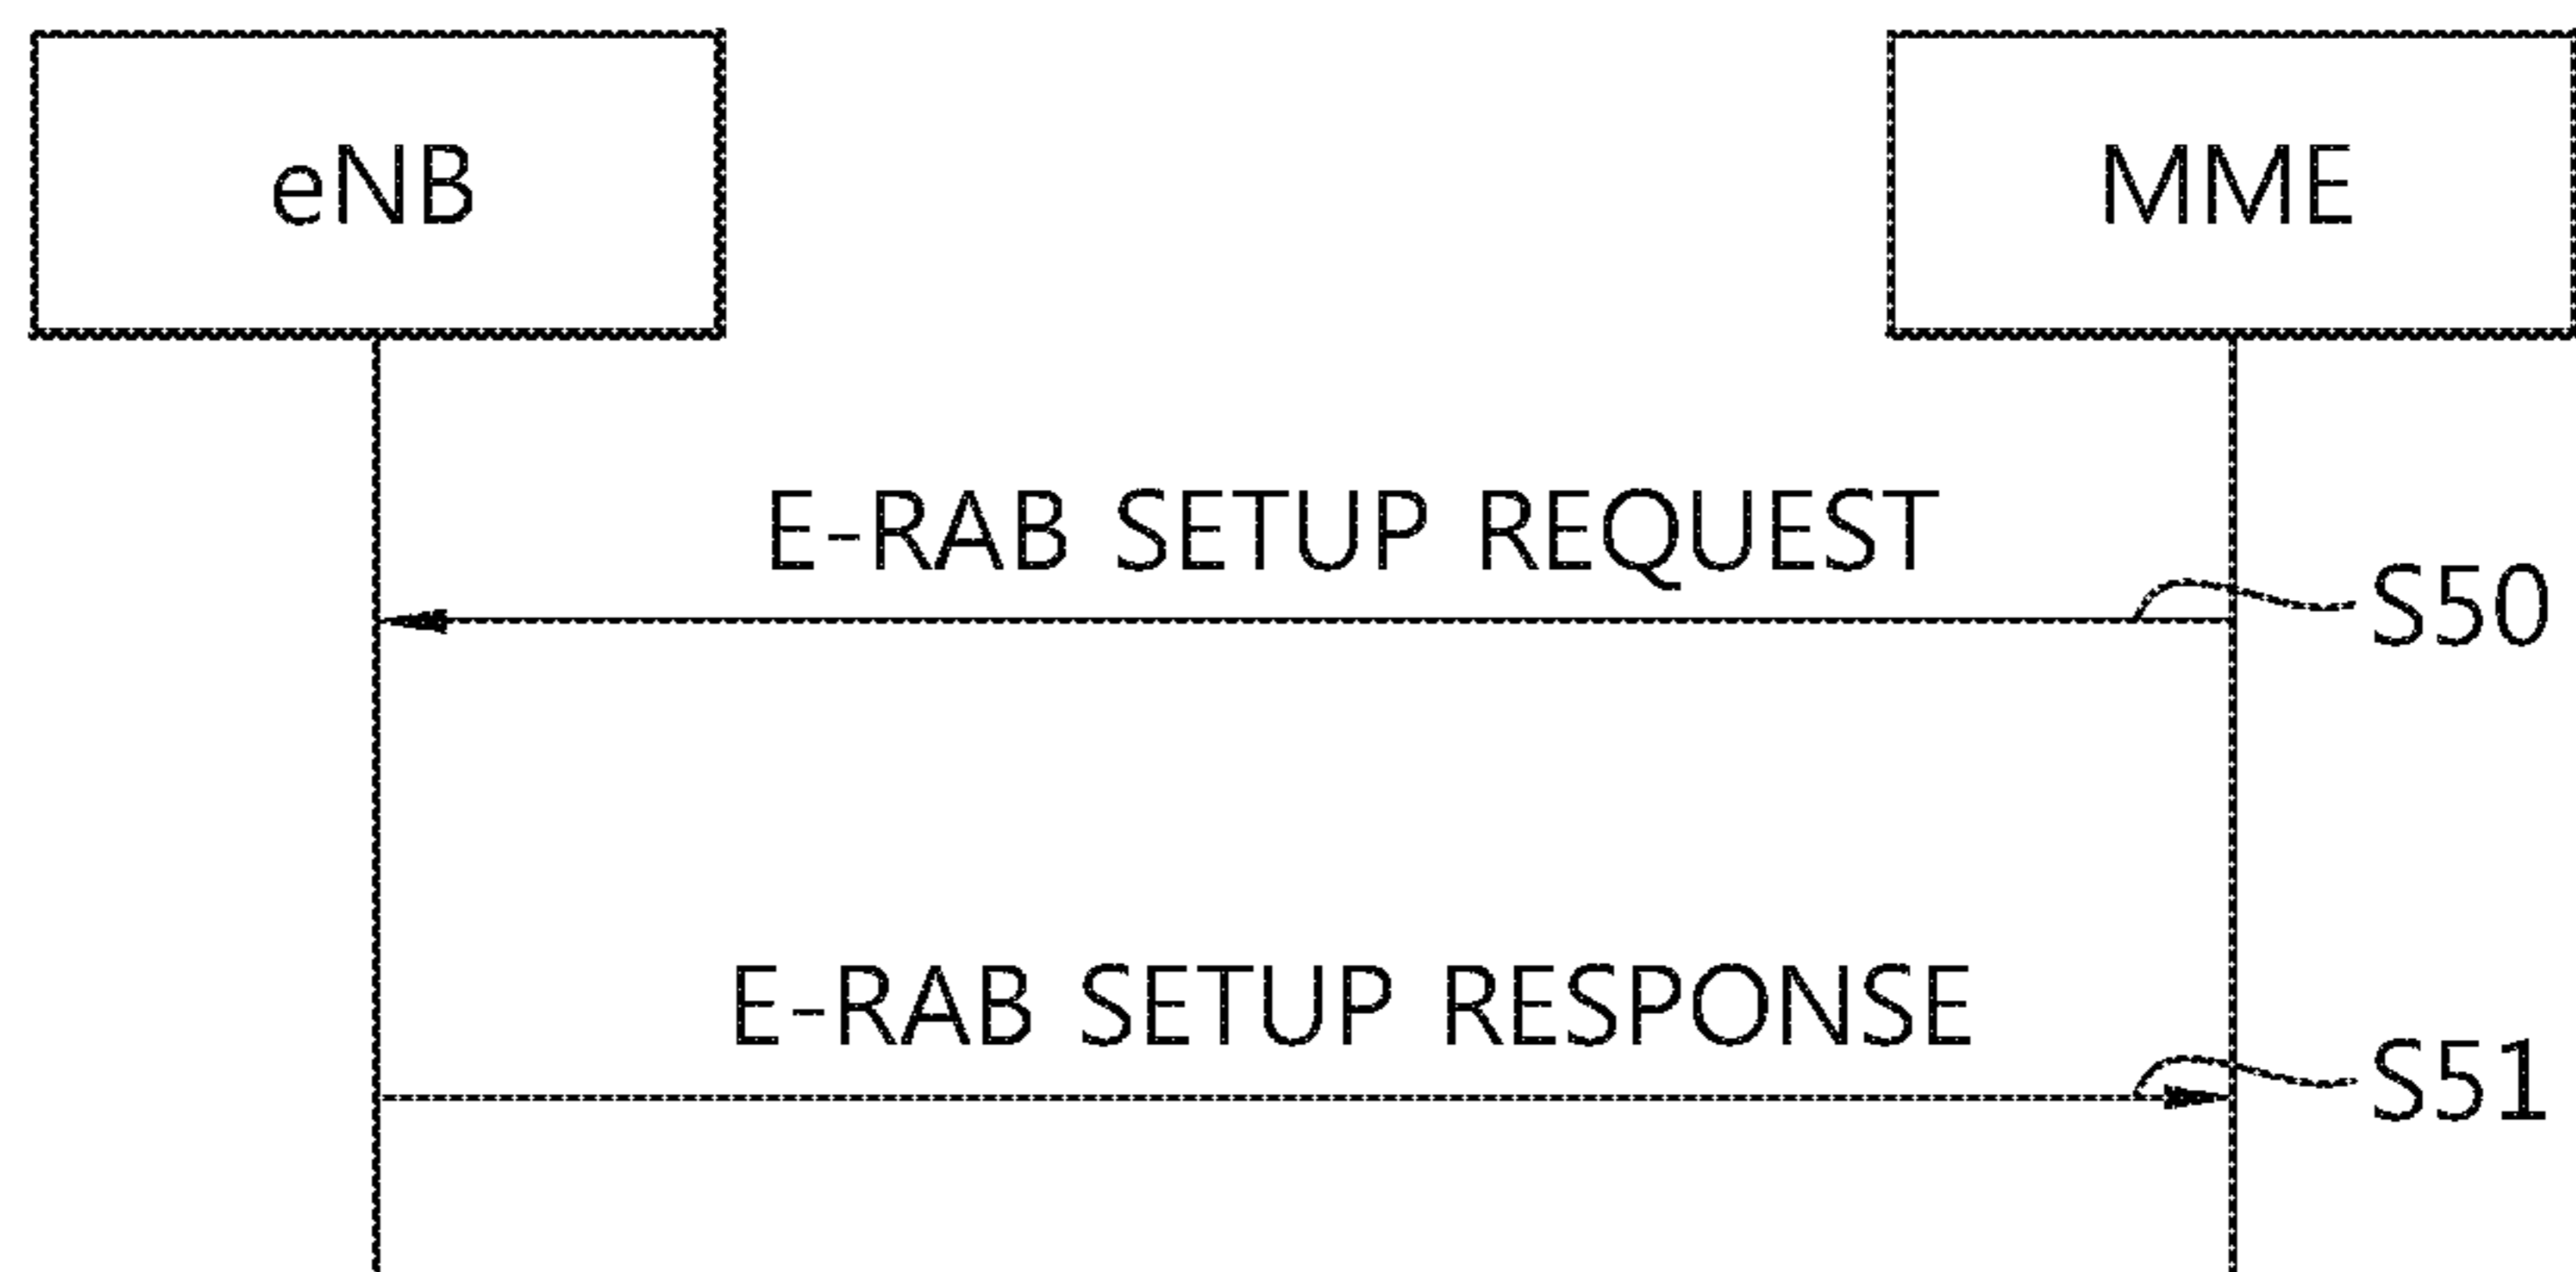 eNB
MME
E-RAB SETUP REQUEST
S50
E-RAB SETUP RESPONSE
S51